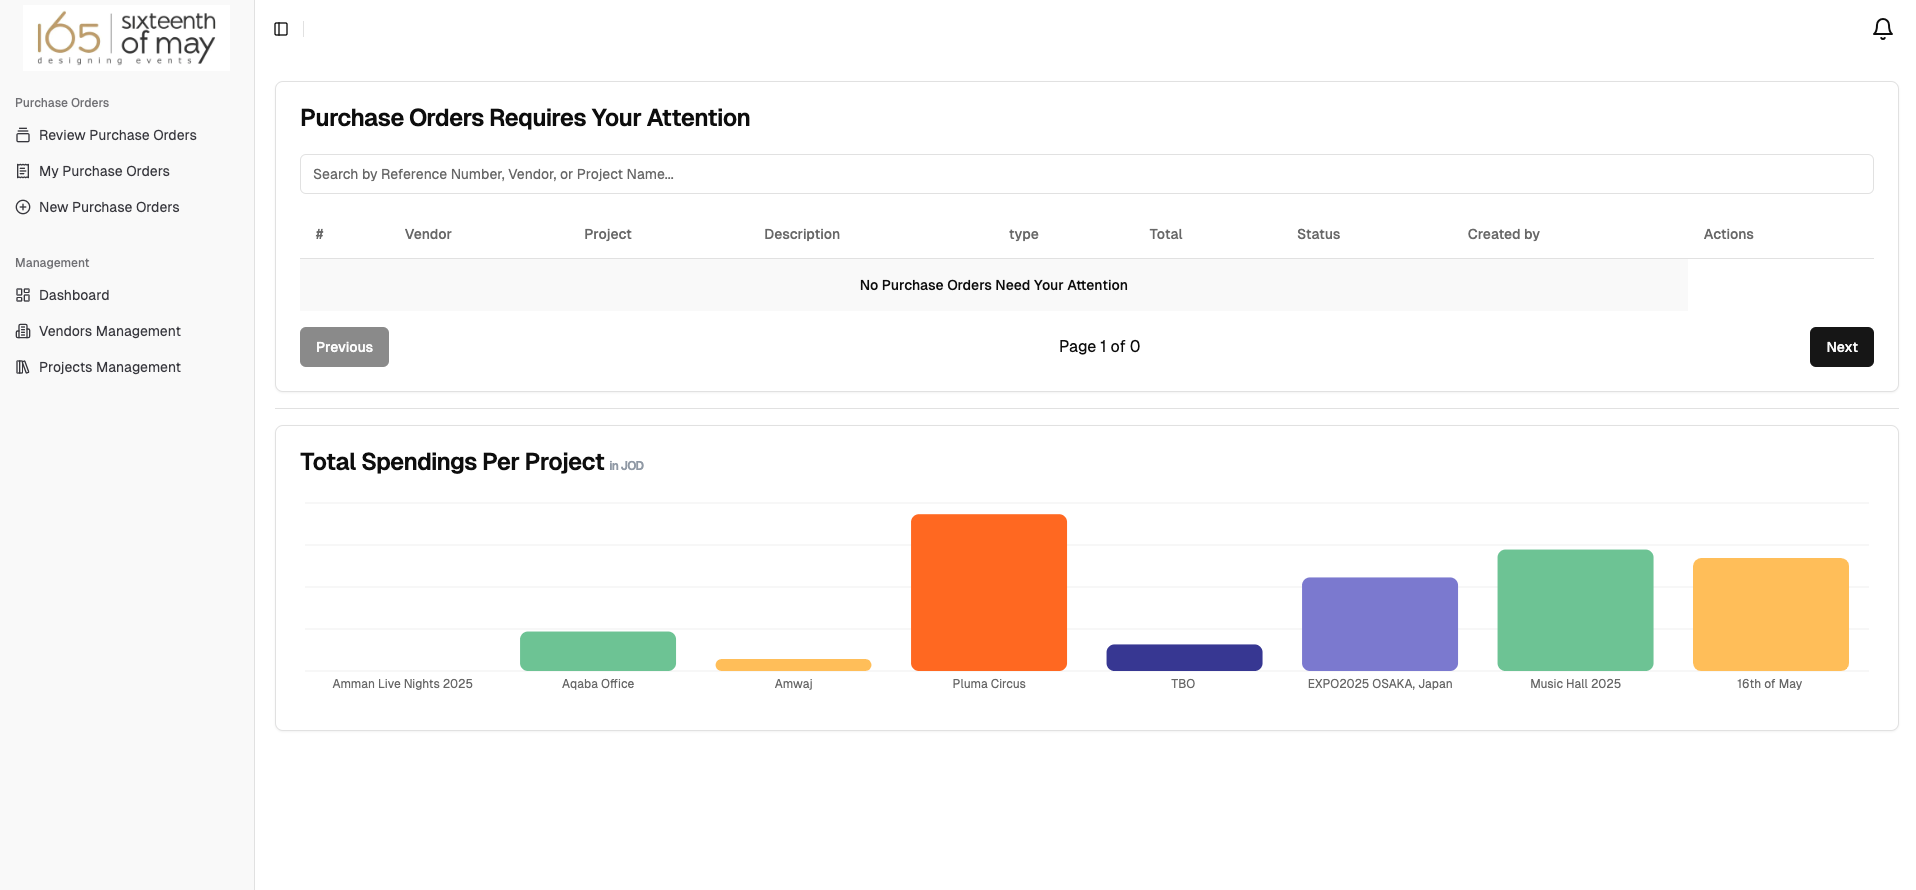 165 sixteenth
of may
designing events
Purchase Orders
Review Purchase Orders
My Purchase Orders
New Purchase Orders
Management
Dashboard
Vendors Management
Projects Management
Purchase Orders Requires Your Attention
Search by Reference Number, Vendor, or Project Name...
# Vendor Project Description type Total Status Created by Actions
No Purchase Orders Need Your Attention
Previous Page 1 of 0 Next
Total Spendings Per Project in JOD
Amman Live Nights 2025 Aqaba Office Amwaj Pluma Circus TBO EXPO2025 OSAKA, Japan Music Hall 2025 16th of May